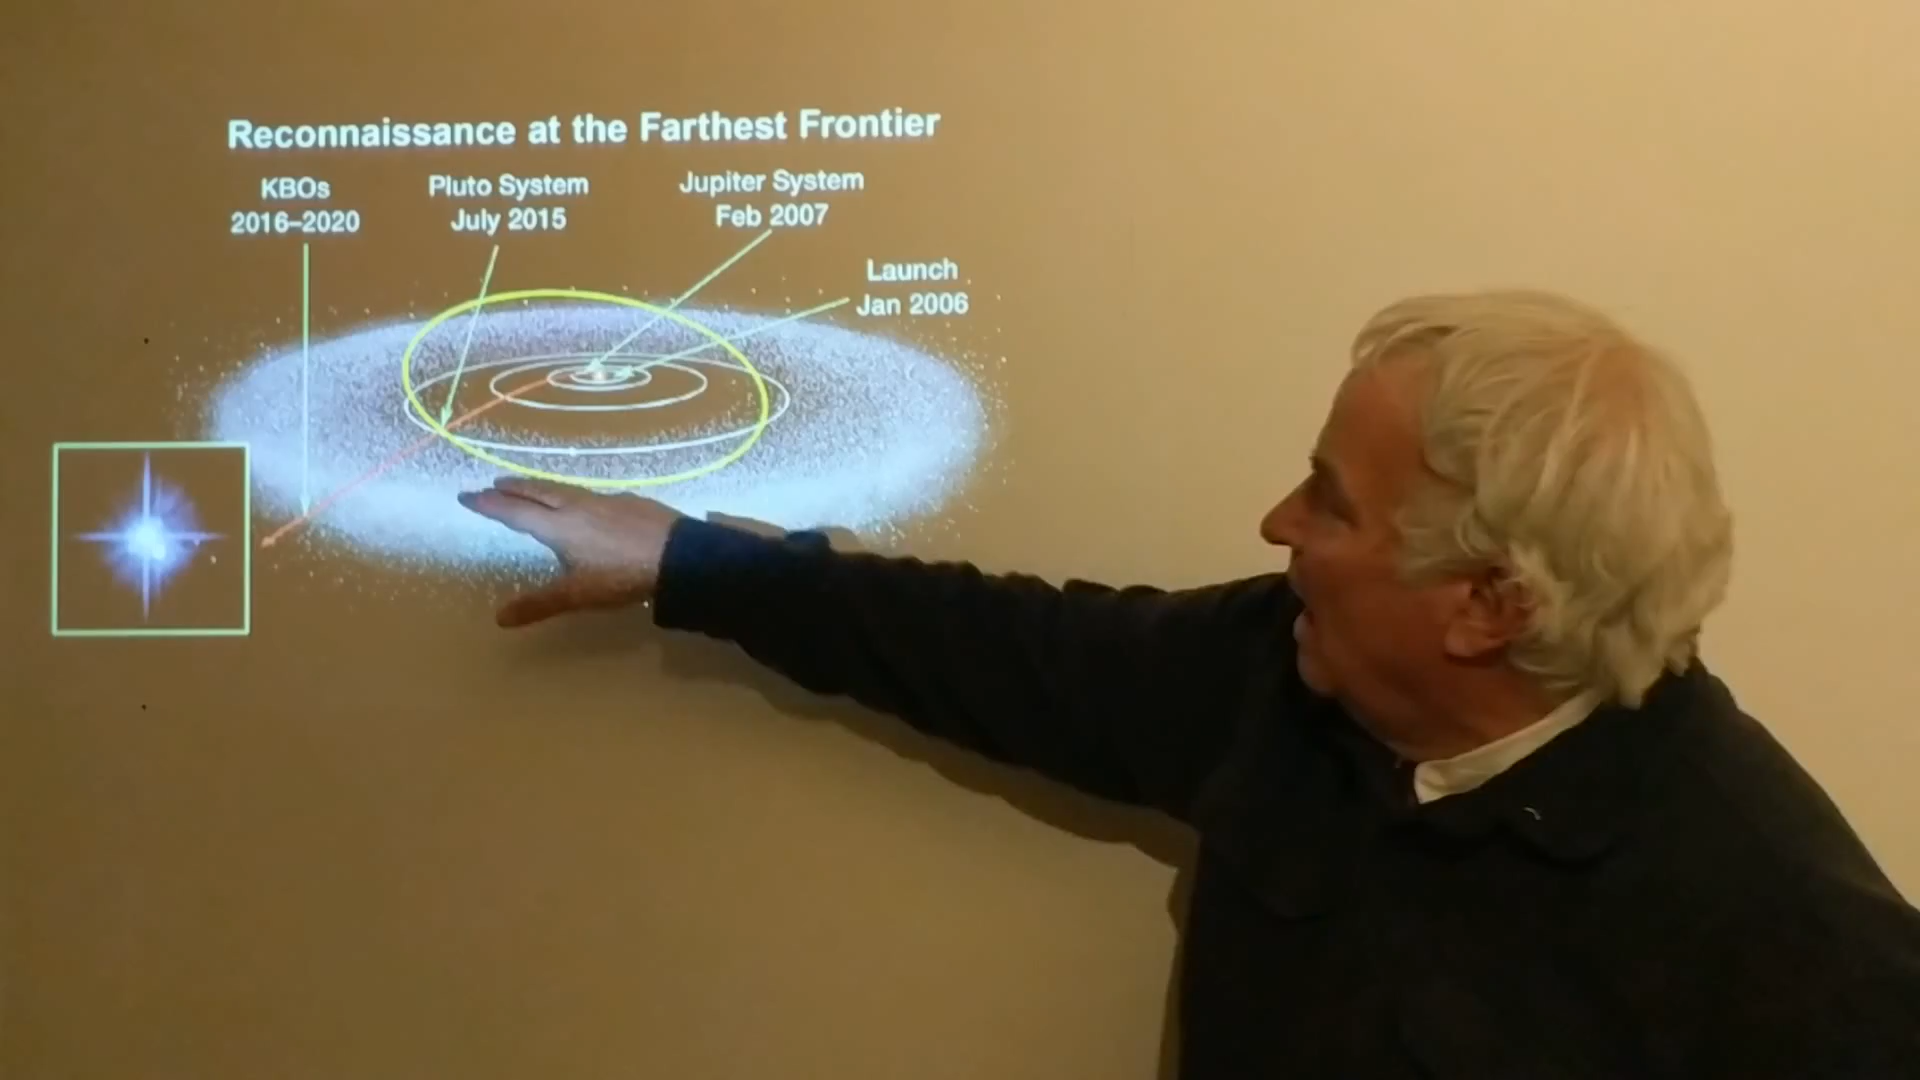 Reconnaissance at the Farthest Frontier
KBOs
2016–2020
Pluto System
July 2015
Jupiter System
Feb 2007
Launch
Jan 2006